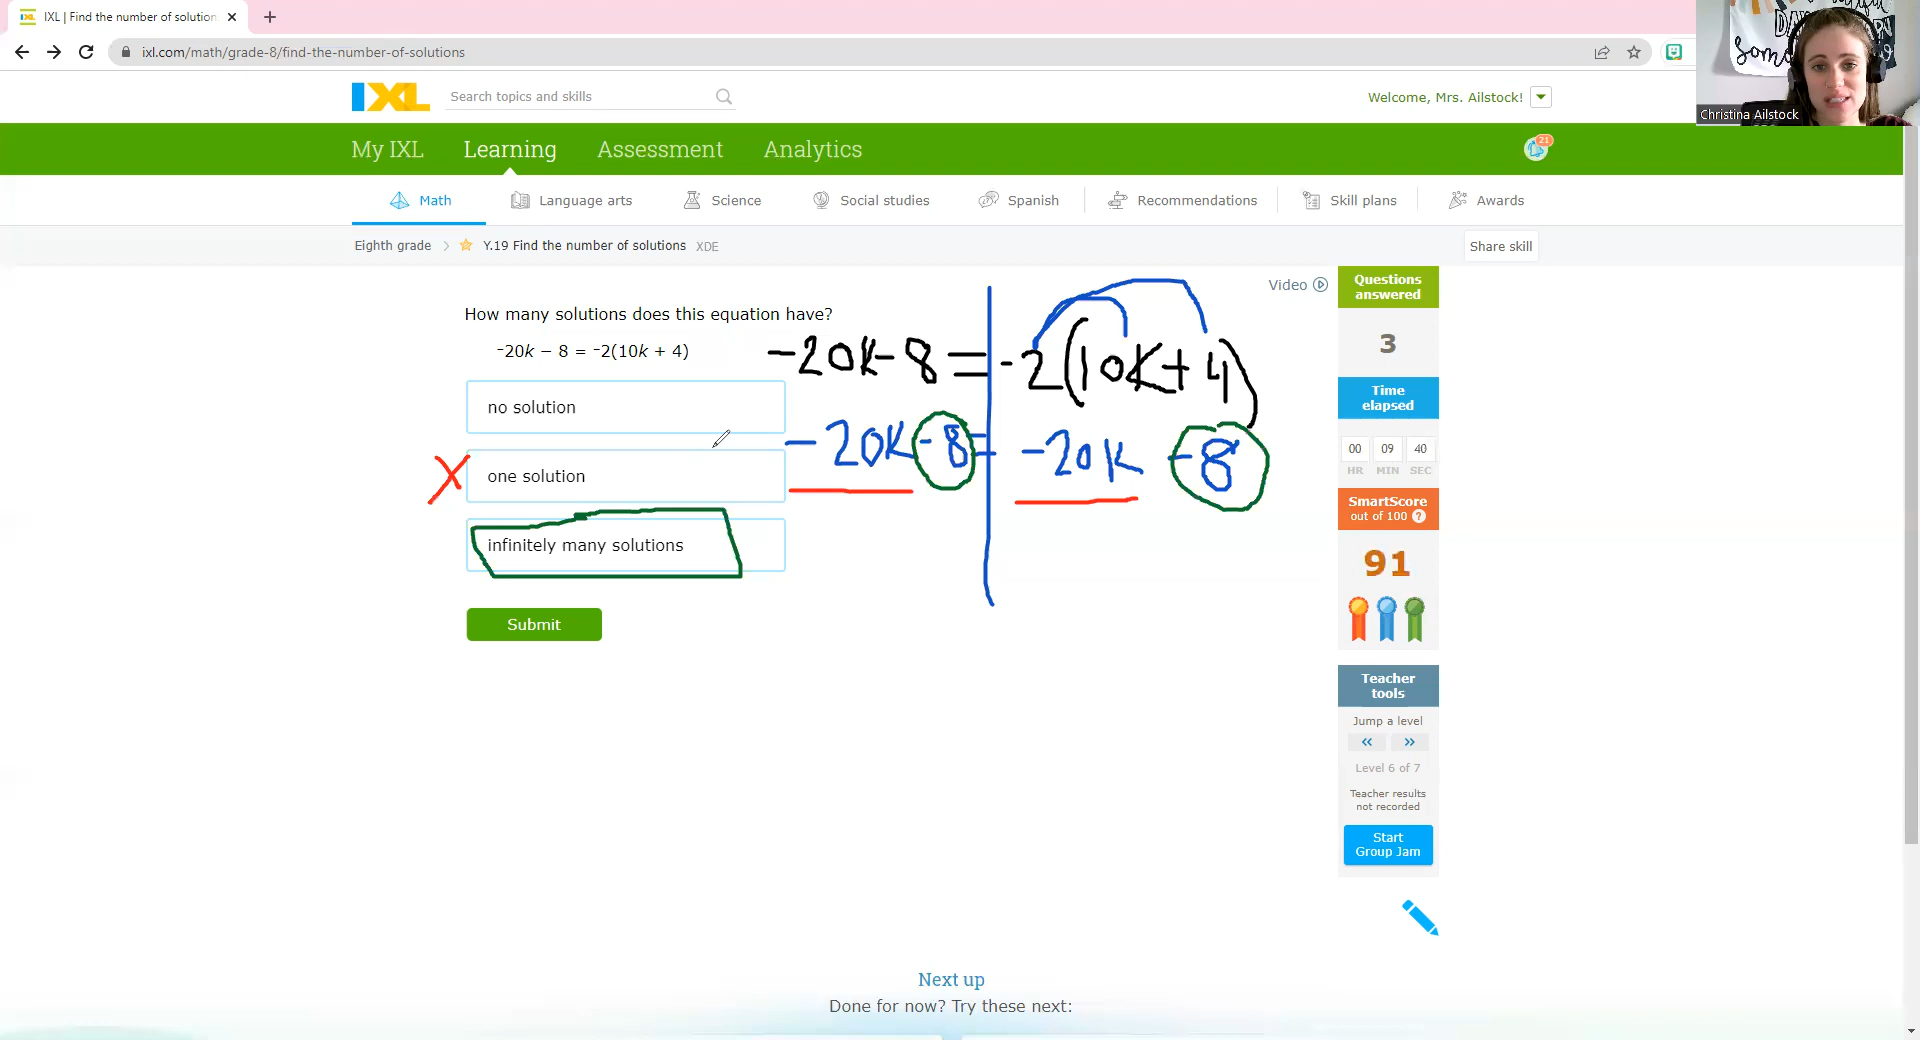 IXL | Find the number of solution
ixl.com/math/grade-8/find-the-number-of-solutions
Christina Ailstock
IXL
Search topics and skills
Welcome, Mrs. Ailstock!
My IXL Learning Assessment Analytics
21
Math Language arts Science Social studies Spanish Recommendations Skill plans Awards
Eighth grade > Y.19 Find the number of solutions XDE
Share skill
Video
How many solutions does this equation have?
-20k − 8 = -2(10k + 4)
-20k-8 = -2(10k+4)
no solution
-20k-8= -20k -8
X one solution
infinitely many solutions
Submit
Questions
answered
3
Time
elapsed
00 09 40
HR MIN SEC
SmartScore
out of 100 ?
91
Teacher
tools
Jump a level
<< >>
Level 6 of 7
Teacher results
not recorded
Start
Group Jam
Next up
Done for now? Try these next: